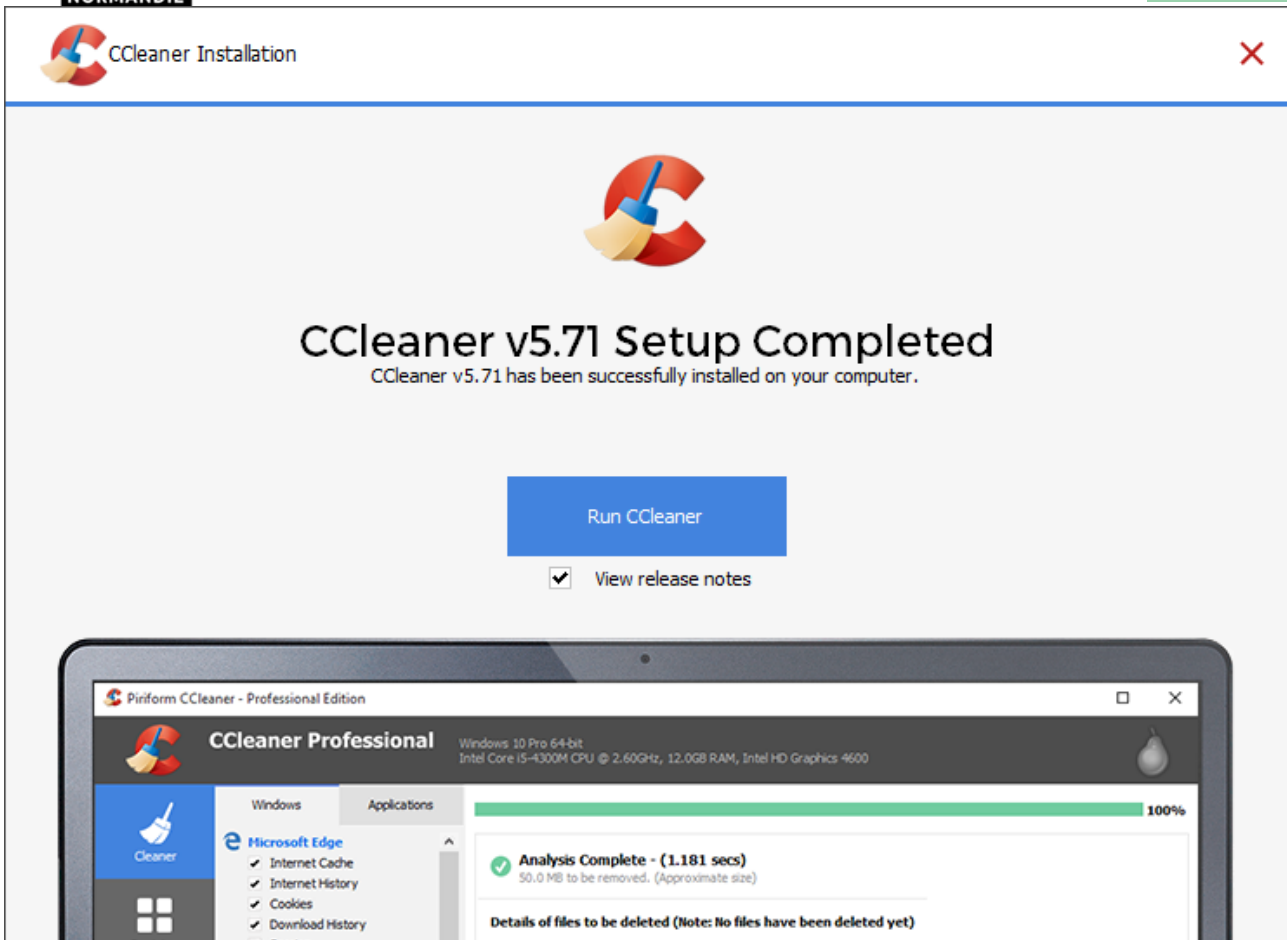 NORMANDIE
CCleaner Installation
CCleaner v5.71 Setup Completed
CCleaner v5.71 has been successfully installed on your computer.
Run CCleaner
View release notes
Piriform CCleaner - Professional Edition
CCleaner Professional
Windows 10 Pro 64-bit
Intel Core i5-4300M CPU @ 2.60GHz, 12.0GB RAM, Intel HD Graphics 4600
Cleaner
Windows Applications
Microsoft Edge
Internet Cache
Internet History
Cookies
Download History
100%
Analysis Complete - (1.181 secs)
50.0 MB to be removed. (Approximate size)
Details of files to be deleted (Note: No files have been deleted yet)